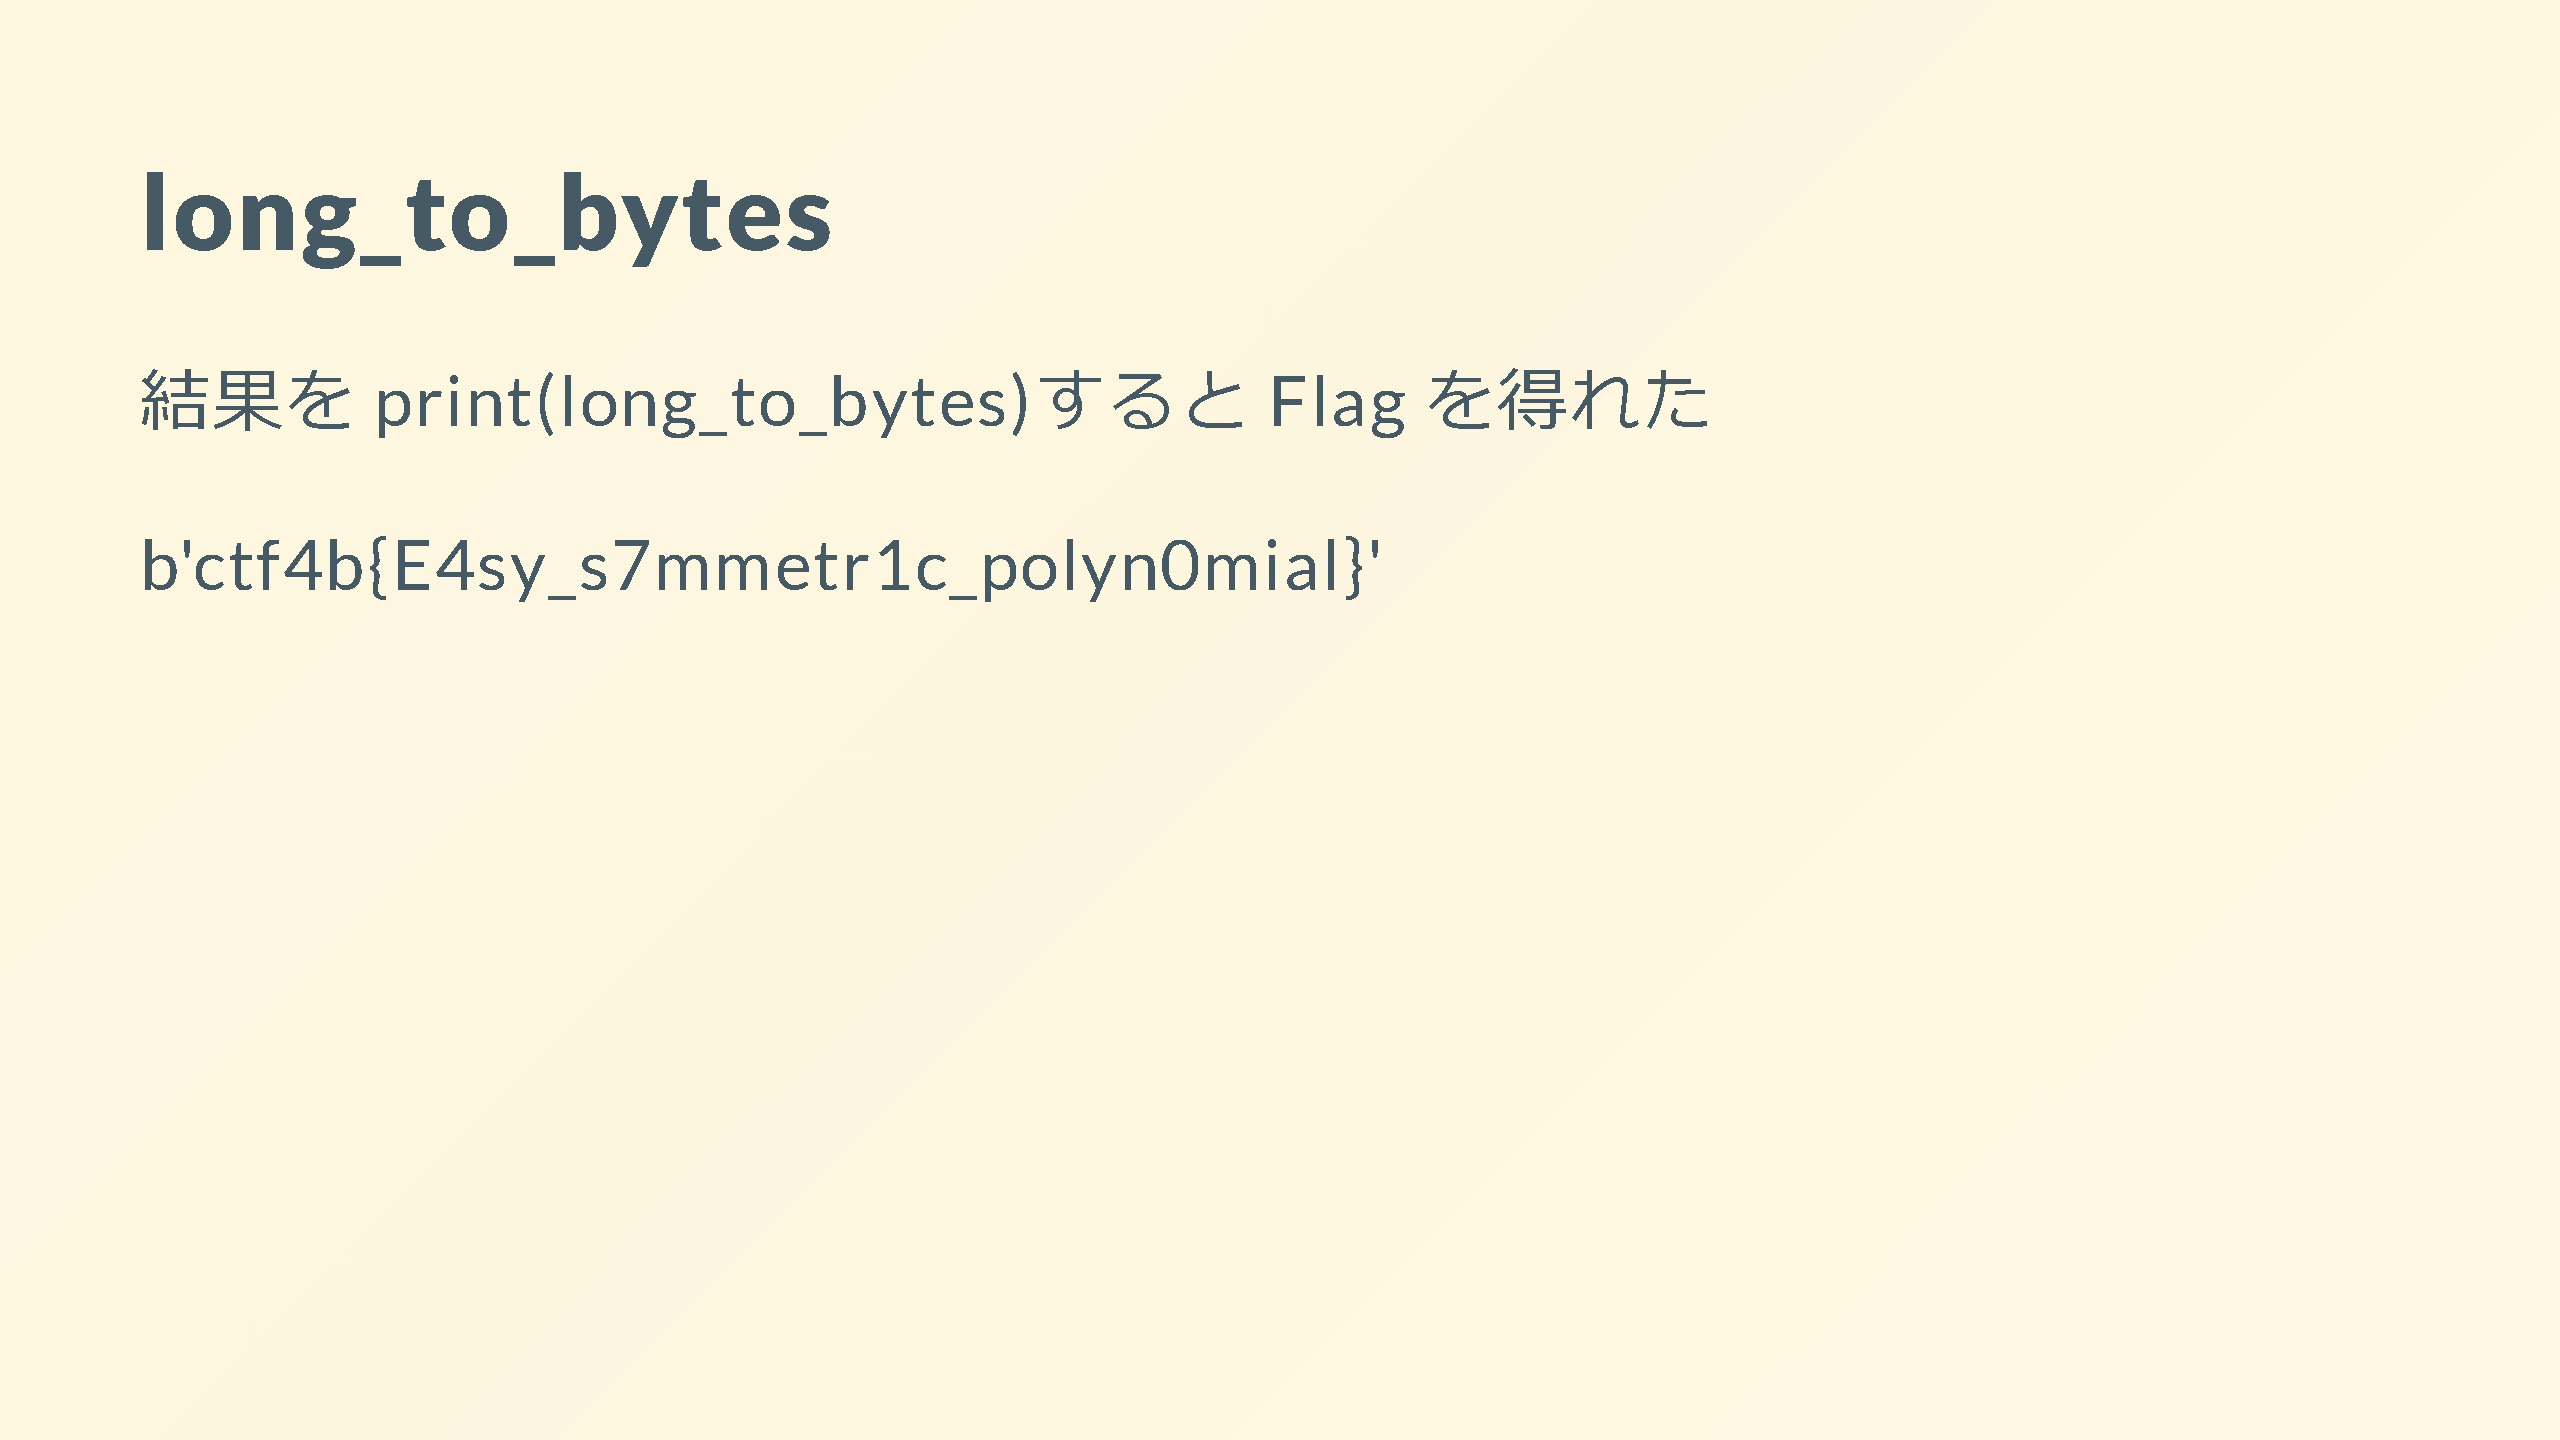 long_to_bytes
結果を print(long_to_bytes)すると Flag を得れた
b'ctf4b{E4sy_s7mmetr1c_polyn0mial}'